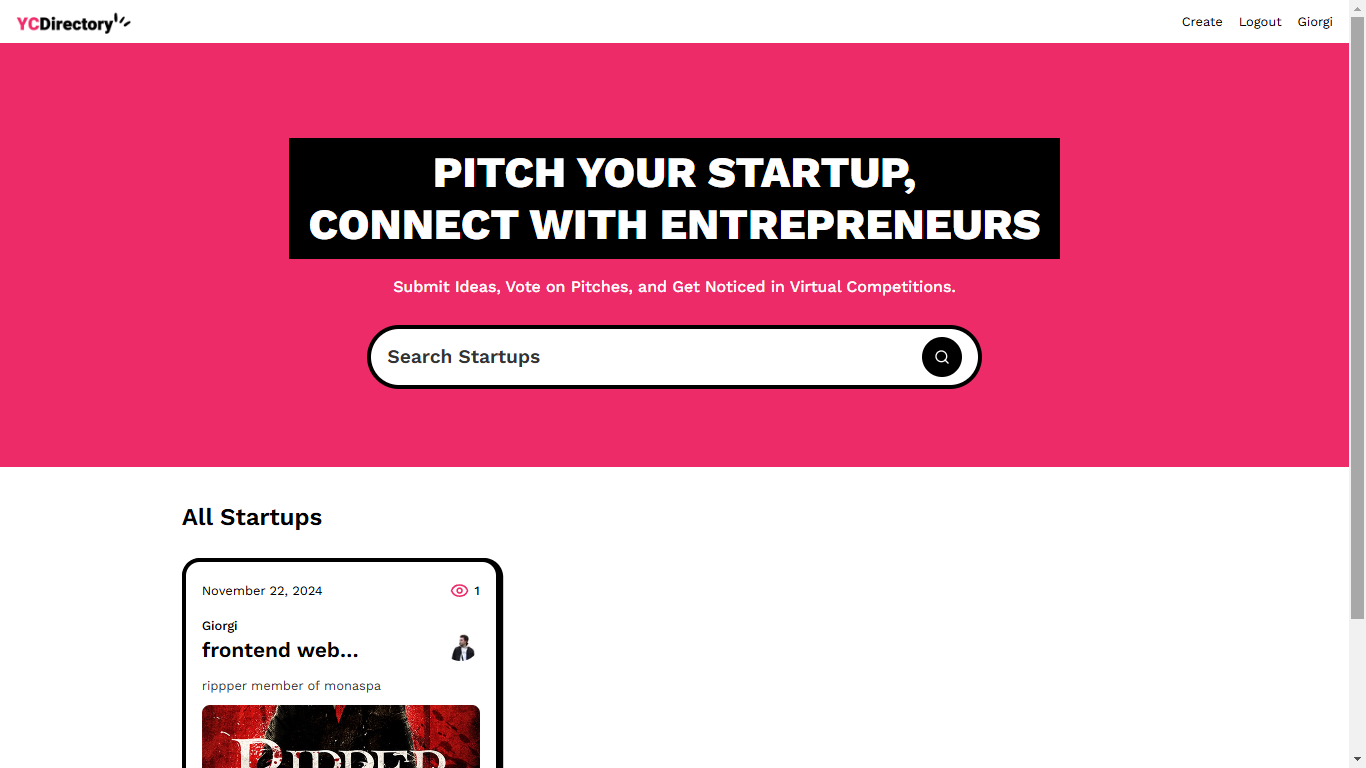 YCDirectory
Create Logout Giorgi
PITCH YOUR STARTUP,
CONNECT WITH ENTREPRENEURS
Submit Ideas, Vote on Pitches, and Get Noticed in Virtual Competitions.
Search Startups
All Startups
November 22, 2024 1
Giorgi
frontend web...
rippper member of monaspa
RIPPER